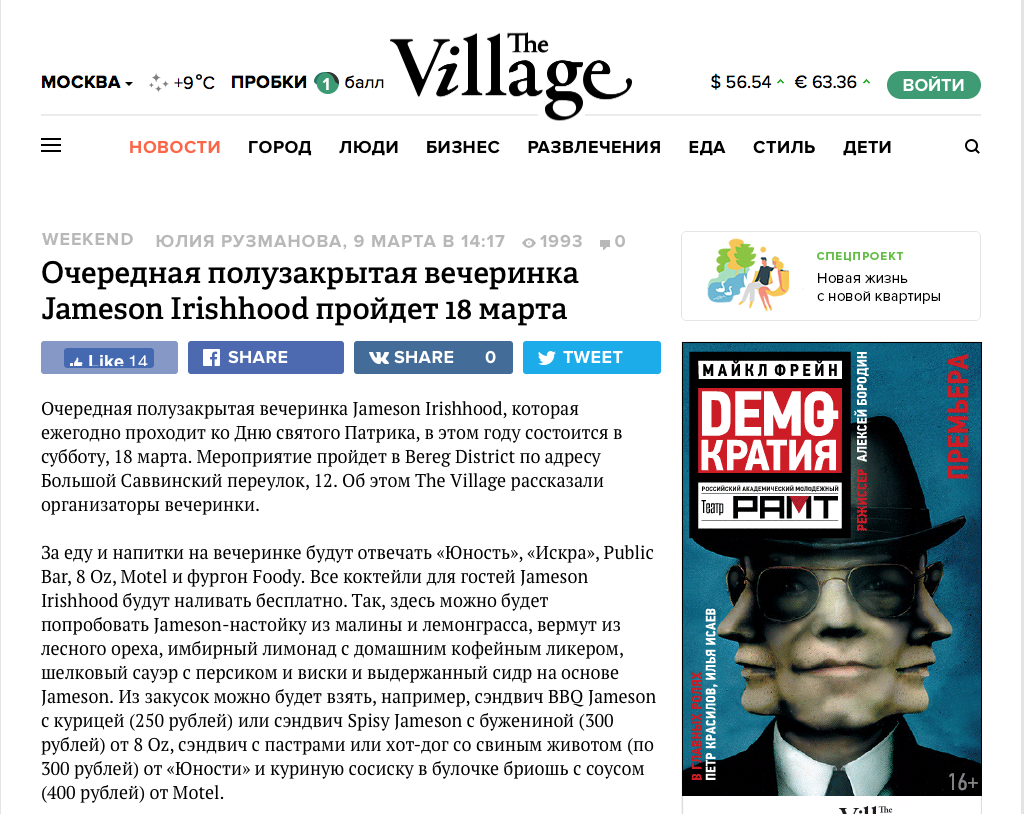 The Village
МОСКВА +9°C ПРОБКИ 1 балл
$ 56.54 € 63.36 ВОЙТИ
НОВОСТИ ГОРОД ЛЮДИ БИЗНЕС РАЗВЛЕЧЕНИЯ ЕДА СТИЛЬ ДЕТИ
WEEKEND ЮЛИЯ РУЗМАНОВА, 9 МАРТА В 14:17 1993 0
Очередная полузакрытая вечеринка
Jameson Irishhood пройдет 18 марта
Like 14 SHARE SHARE 0 TWEET
Очередная полузакрытая вечеринка Jameson Irishhood, которая
ежегодно проходит ко Дню святого Патрика, в этом году состоится в
субботу, 18 марта. Мероприятие пройдет в Bereg District по адресу
Большой Саввинский переулок, 12. Об этом The Village рассказали
организаторы вечеринки.
За еду и напитки на вечеринке будут отвечать «Юность», «Искра», Public
Bar, 8 Oz, Motel и фургон Foody. Все коктейли для гостей Jameson
Irishhood будут наливать бесплатно. Так, здесь можно будет
попробовать Jameson-настойку из малины и лемонграсса, вермут из
лесного ореха, имбирный лимонад с домашним кофейным ликером,
шелковый сауэр с персиком и виски и выдержанный сидр на основе
Jameson. Из закусок можно будет взять, например, сэндвич BBQ Jameson
с курицей (250 рублей) или сэндвич Spisy Jameson с бужениной (300
рублей) от 8 Oz, сэндвич с пастрами или хот-дог со свиным животом (по
300 рублей) от «Юности» и куриную сосиску в булочке бриошь с соусом
(400 рублей) от Motel.
СПЕЦПРОЕКТ
Новая жизнь
с новой квартиры
МАЙКЛ ФРЕЙН
DEMO
КРАТИЯ
РОССИЙСКИЙ АКАДЕМИЧЕСКИЙ МОЛОДЕЖНЫЙ
Театр РАМТ
РЕЖИССЕР АЛЕКСЕЙ БОРОДИН
ПРЕМЬЕРА
В ГЛАВНЫХ РОЛЯХ
ПЕТР КРАСИЛОВ, ИЛЬЯ ИСАЕВ
16+
The Vill